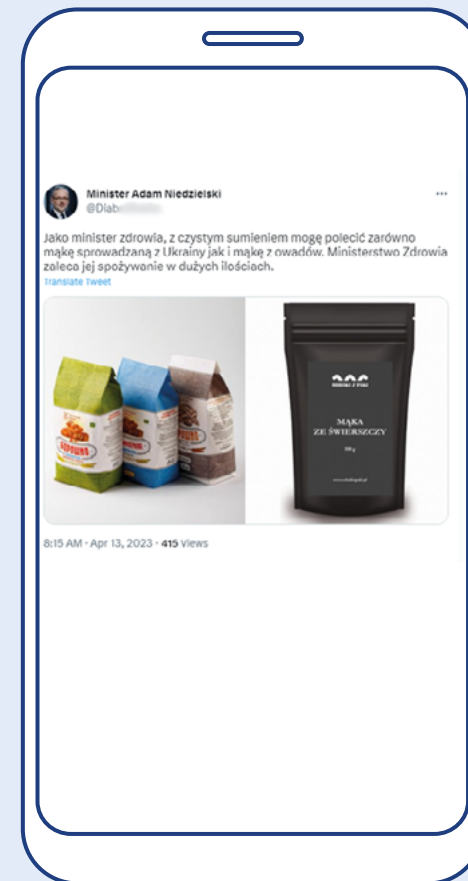 Minister Adam Niedzielski
@Diab
Jako minister zdrowia, z czystym sumieniem mogę polecić zarówno
mąkę sprowadzaną z Ukrainy jak i mąkę z owadów. Ministerstwo Zdrowia
zaleca jej spożywanie w dużych ilościach.
Translate Tweet
MĄKA
ZE ŚWIERSZCZY
8:15 AM · Apr 13, 2023 · 415 Views